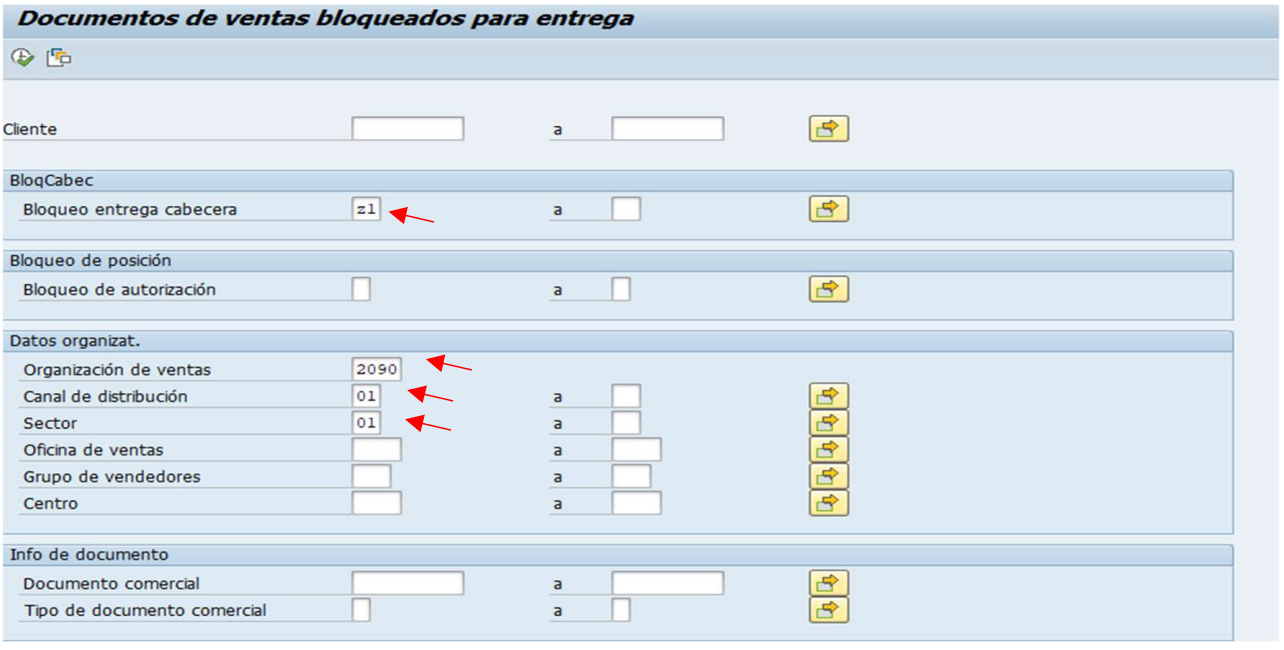 Documentos de ventas bloqueados para entrega
Cliente a
BloqCabec
Bloqueo entrega cabecera z1 a
Bloqueo de posición
Bloqueo de autorización a
Datos organizat.
Organización de ventas 2090
Canal de distribución 01 a
Sector 01 a
Oficina de ventas a
Grupo de vendedores a
Centro a
Info de documento
Documento comercial a
Tipo de documento comercial a